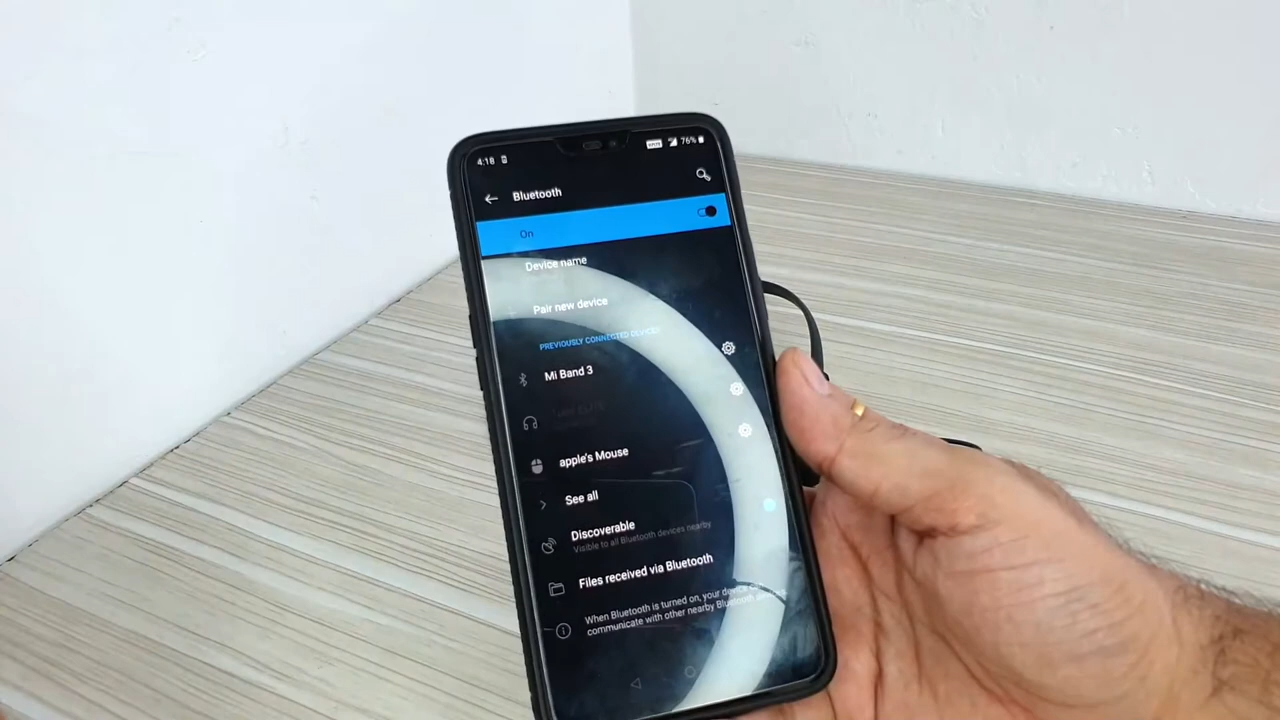 4:18
76%
Bluetooth
On
Device name
Pair new device
PREVIOUSLY CONNECTED DEVICES
Mi Band 3
apple's Mouse
See all
Discoverable
Visible to all Bluetooth devices nearby
Files received via Bluetooth
When Bluetooth is turned on, your device
communicate with other nearby Bluetooth